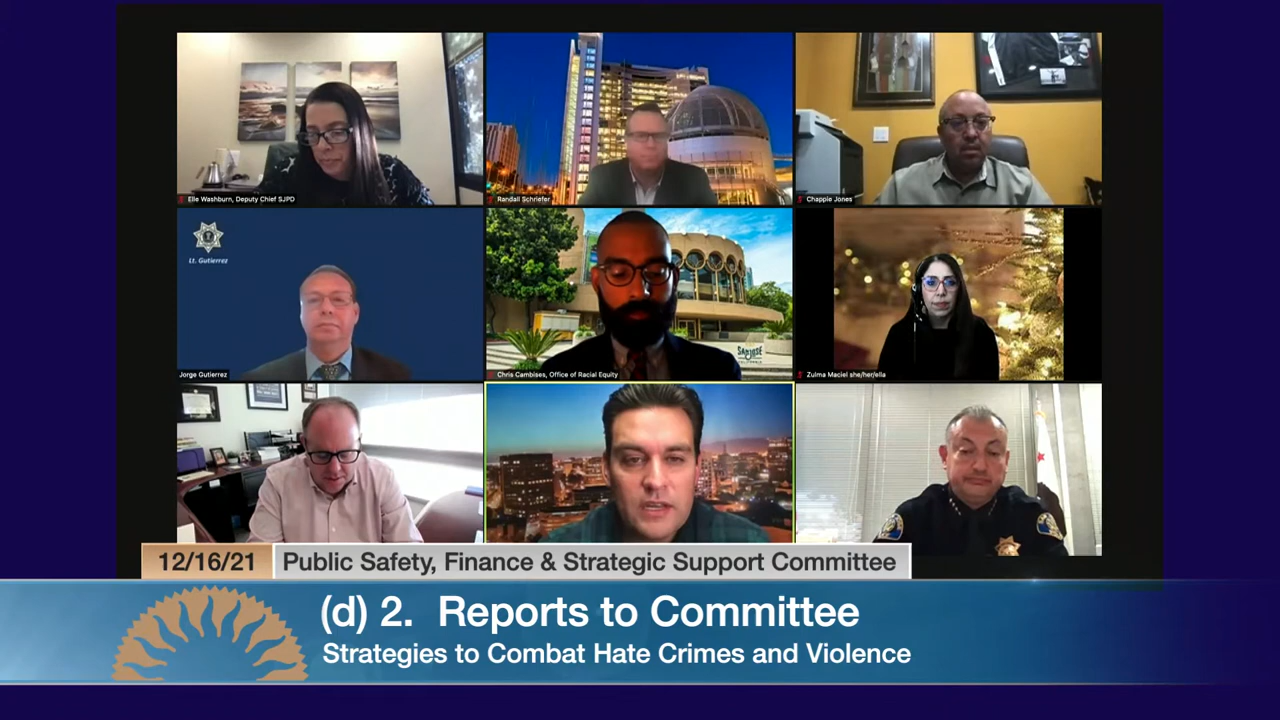 Elle Washburn, Deputy Chief SJPD
Randall Schriefer
Chappie Jones
Lt. Gutierrez
Jorge Gutierrez
SAN JOSE
Chris Cambises, Office of Racial Equity
Zulma Maciel she/her/ella
12/16/21
Public Safety, Finance & Strategic Support Committee
(d) 2. Reports to Committee
Strategies to Combat Hate Crimes and Violence